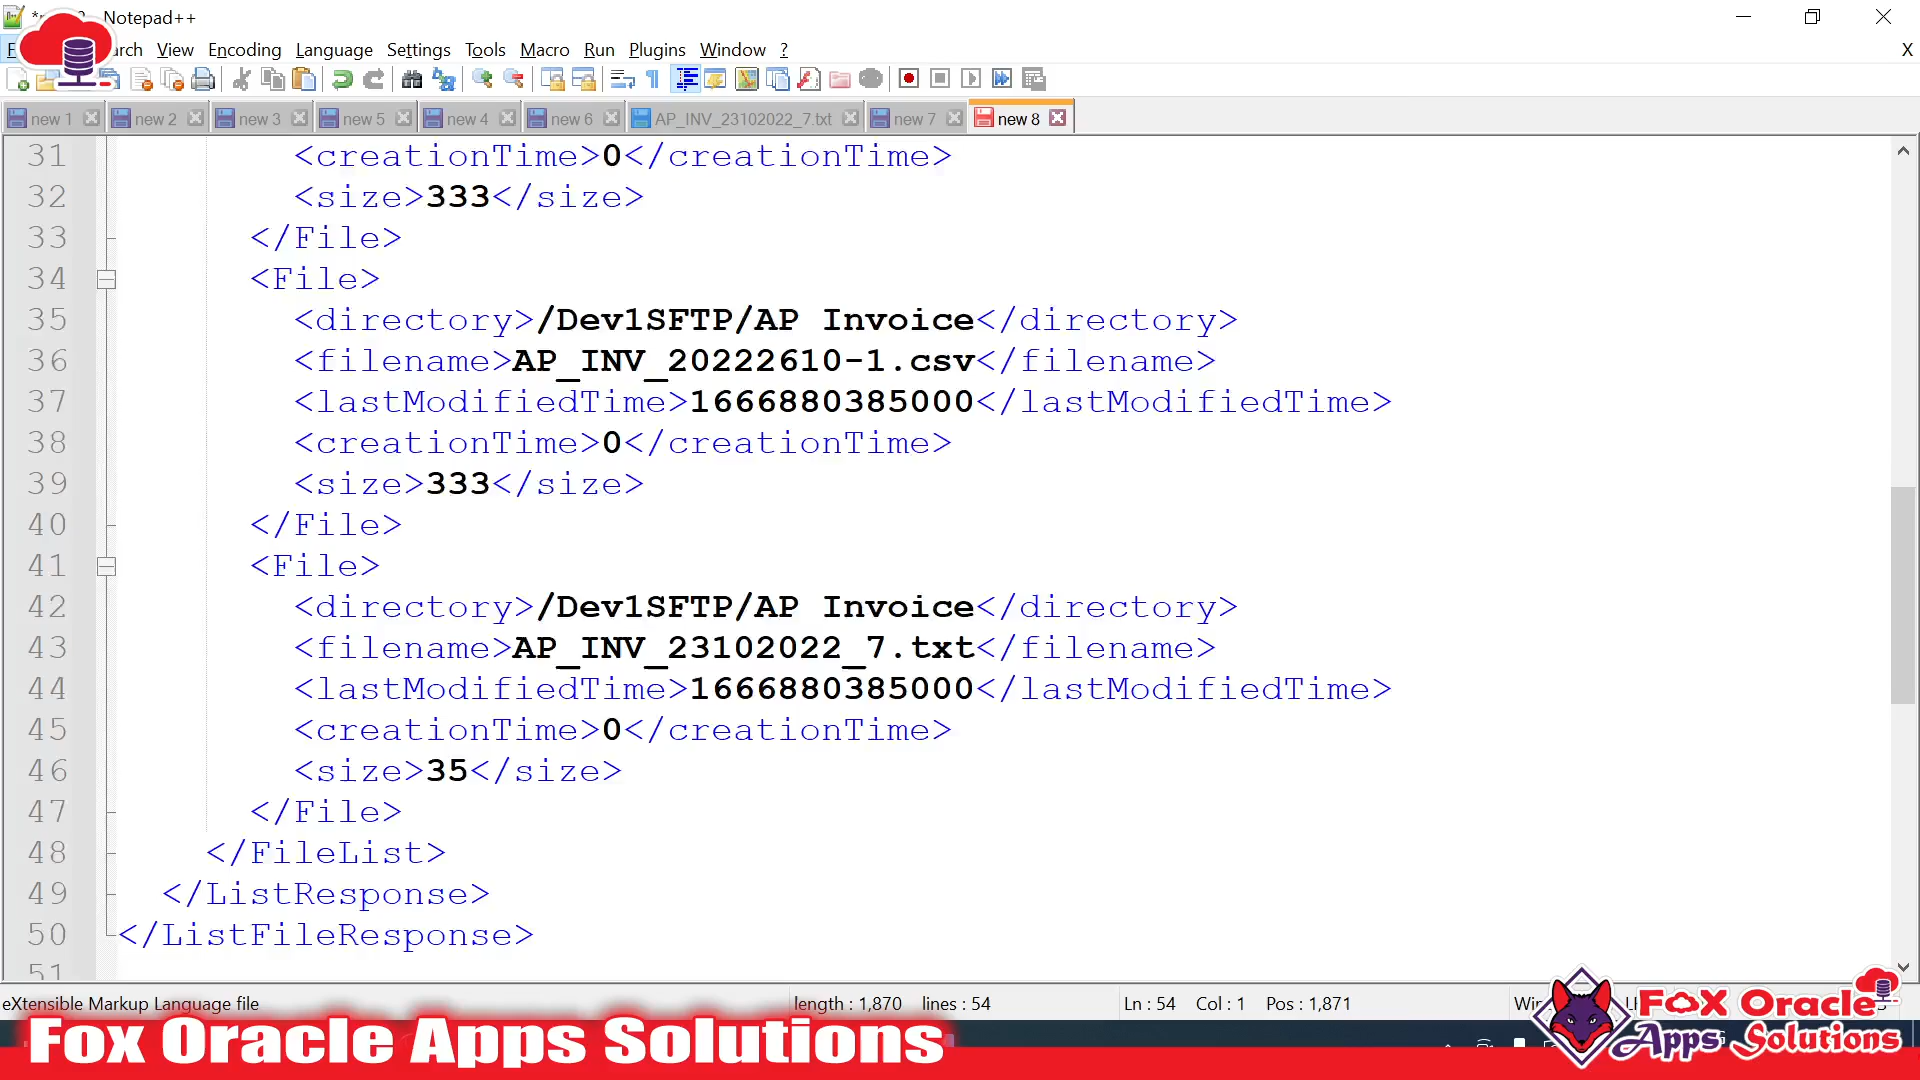 Notepad++
View Encoding Language Settings Tools Macro Run Plugins Window ? X
new 1 new 2 new 3 new 5 new 4 new 6 AP_INV_23102022_7.txt new 7 new 8
31 <creationTime>0</creationTime>
32 <size>333</size>
33 </File>
34 <File>
35 <directory>/Dev1SFTP/AP Invoice</directory>
36 <filename>AP_INV_20222610-1.csv</filename>
37 <lastModifiedTime>1666880385000</lastModifiedTime>
38 <creationTime>0</creationTime>
39 <size>333</size>
40 </File>
41 <File>
42 <directory>/Dev1SFTP/AP Invoice</directory>
43 <filename>AP_INV_23102022_7.txt</filename>
44 <lastModifiedTime>1666880385000</lastModifiedTime>
45 <creationTime>0</creationTime>
46 <size>35</size>
47 </File>
48 </FileList>
49 </ListResponse>
50 </ListFileResponse>
51
eXtensible Markup Language file length : 1,870 lines : 54 Ln : 54 Col : 1 Pos : 1,871
Fox Oracle Apps Solutions
FOX Oracle
Apps Solutions